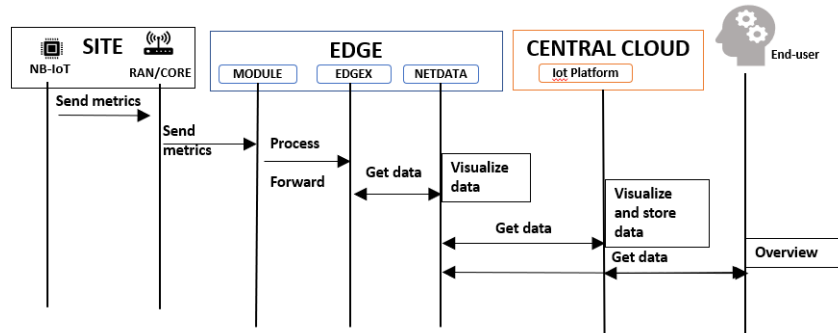 SITE
NB-IoT
RAN/CORE
EDGE
MODULE
EDGEX
NETDATA
CENTRAL CLOUD
Iot Platform
End-user
Send metrics
Send
metrics
Process
Forward
Get data
Visualize
data
Visualize
and store
data
Get data
Get data
Overview